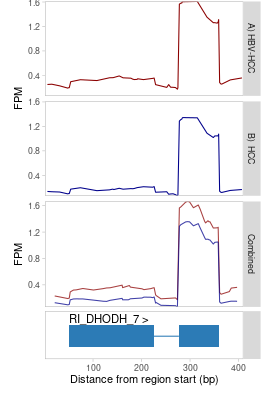 1.6
1.2
0.8
0.4
A) HBV-HCC
FPM
1.6
1.2
0.8
0.4
B) HCC
1.6
1.2
0.8
0.4
Combined
FPM
RI_DHODH_7 >
100
200
300
400
Distance from region start (bp)